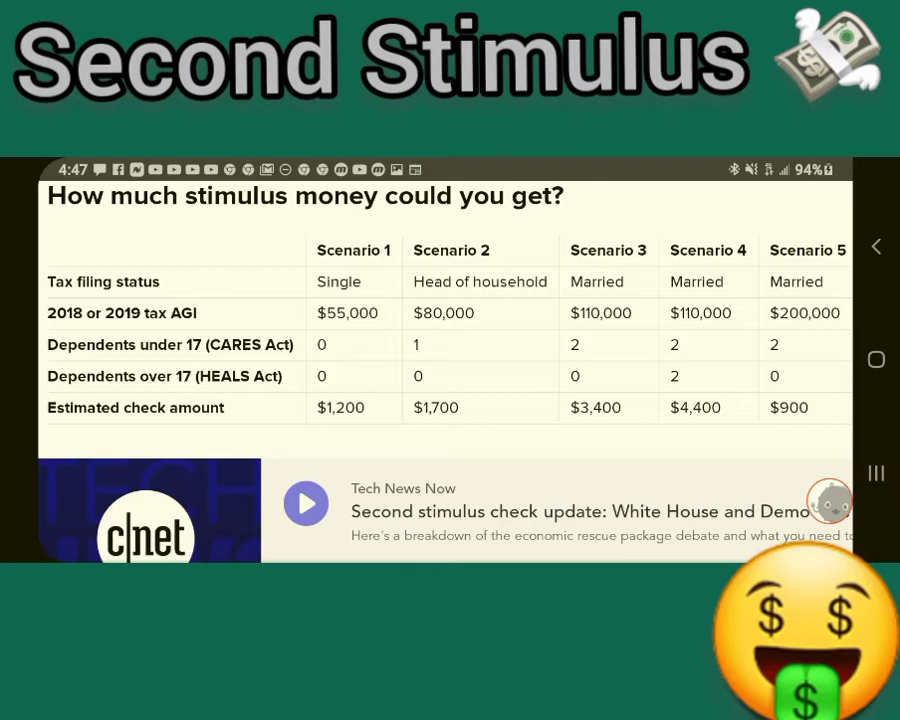 Second Stimulus
4:47 94%
How much stimulus money could you get?
Scenario 1 Scenario 2 Scenario 3 Scenario 4 Scenario 5
Tax filing status Single Head of household Married Married Married
2018 or 2019 tax AGI $55,000 $80,000 $110,000 $110,000 $200,000
Dependents under 17 (CARES Act) 0 1 2 2 2
Dependents over 17 (HEALS Act) 0 0 0 2 0
Estimated check amount $1,200 $1,700 $3,400 $4,400 $900
TECH
c|net
Tech News Now
Second stimulus check update: White House and Demo
Here's a breakdown of the economic rescue package debate and what you need to